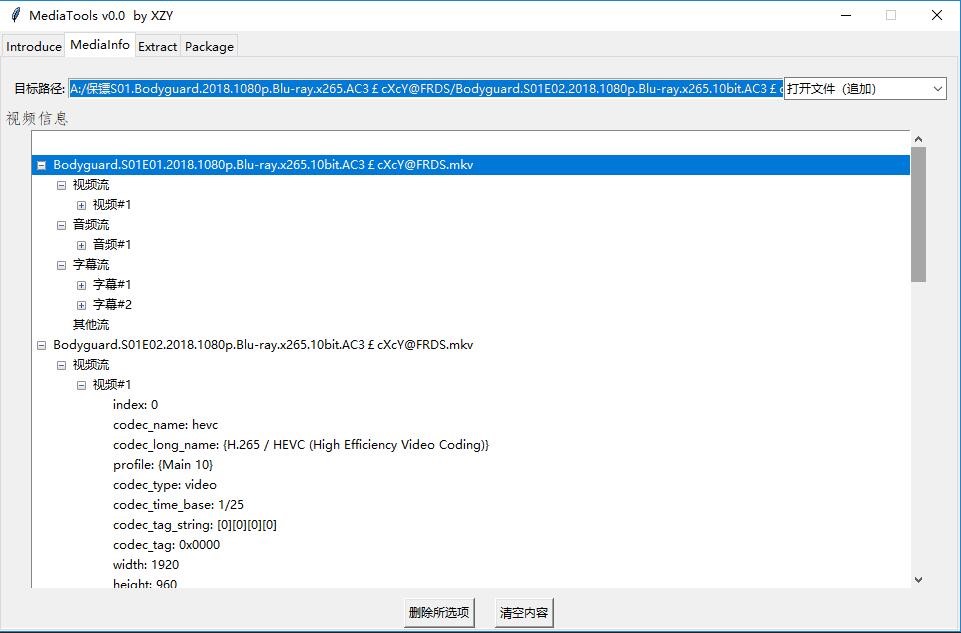 MediaTools v0.0 by XZY
Introduce MediaInfo Extract Package
目标路径: A:/保镖S01.Bodyguard.2018.1080p.Blu-ray.x265.AC3￡cXcY@FRDS/Bodyguard.S01E02.2018.1080p.Blu-ray.x265.10bit.AC3￡c 打开文件（追加）
视频信息
Bodyguard.S01E01.2018.1080p.Blu-ray.x265.10bit.AC3￡cXcY@FRDS.mkv
视频流
视频#1
音频流
音频#1
字幕流
字幕#1
字幕#2
其他流
Bodyguard.S01E02.2018.1080p.Blu-ray.x265.10bit.AC3￡cXcY@FRDS.mkv
视频流
视频#1
index: 0
codec_name: hevc
codec_long_name: {H.265 / HEVC (High Efficiency Video Coding)}
profile: {Main 10}
codec_type: video
codec_time_base: 1/25
codec_tag_string: [0][0][0][0]
codec_tag: 0x0000
width: 1920
height: 960
删除所选项 清空内容